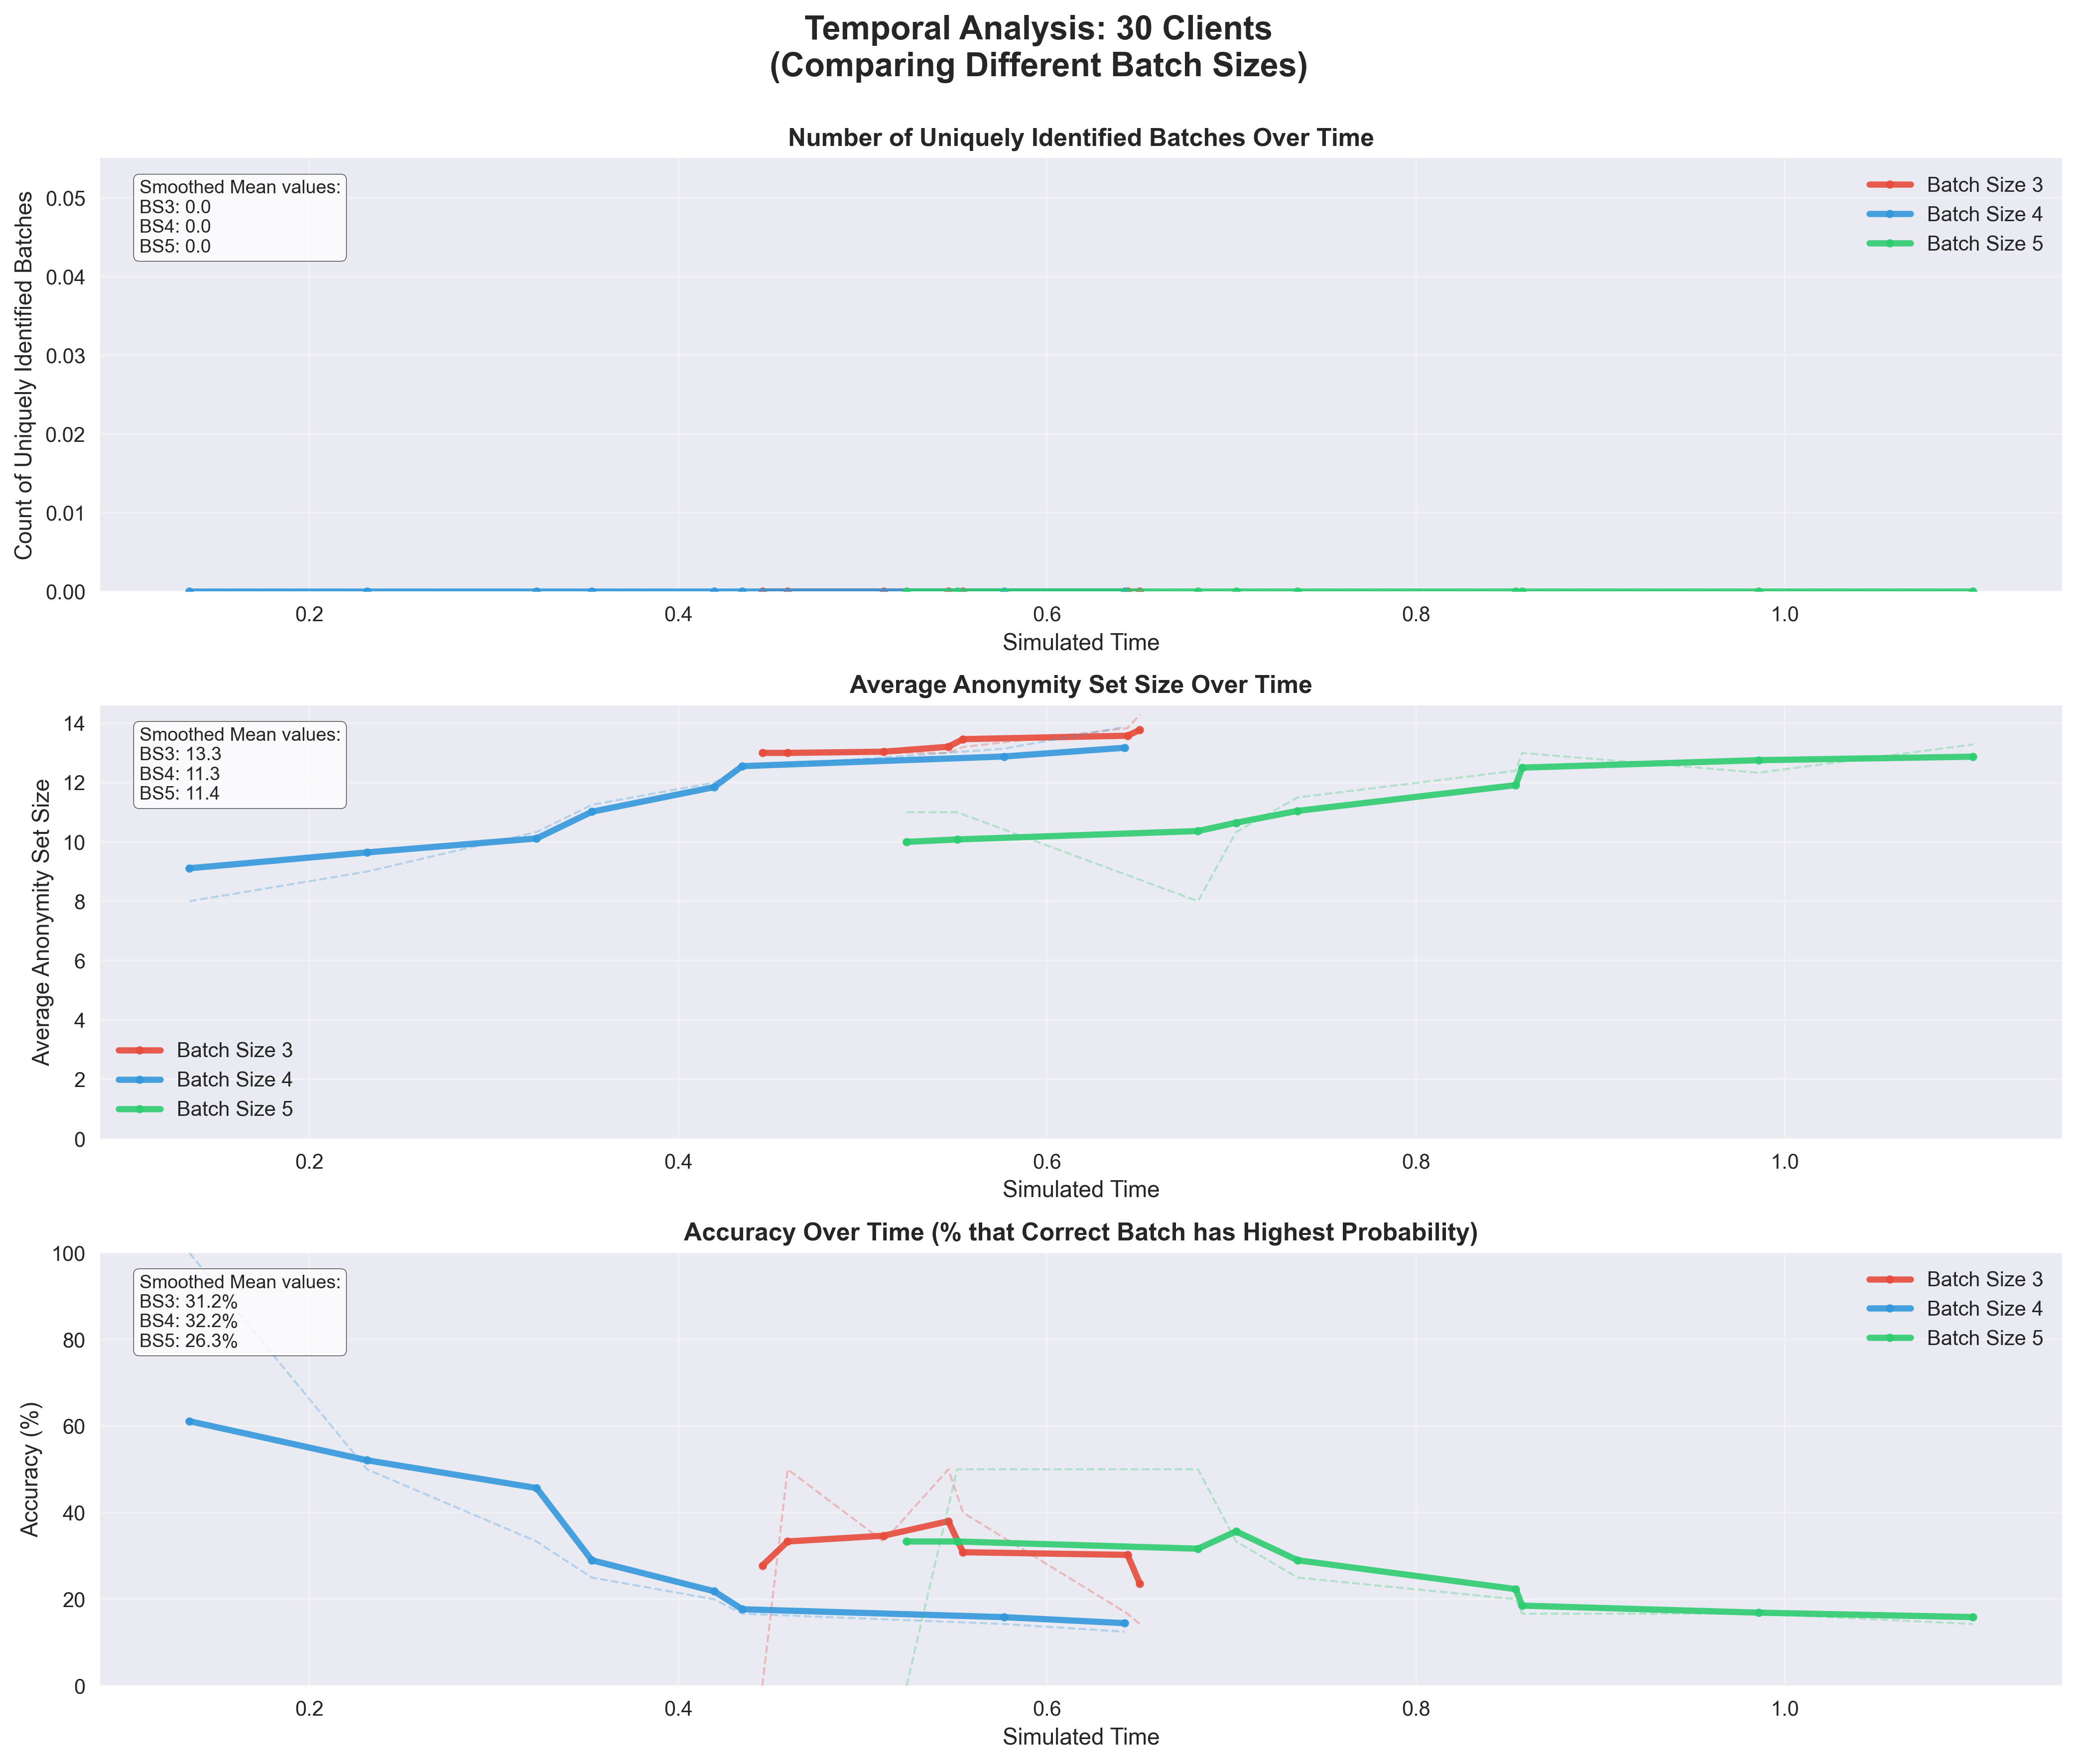 Temporal Analysis: 30 Clients
(Comparing Different Batch Sizes)
Number of Uniquely Identified Batches Over Time
Count of Uniquely Identified Batches
0.05
0.04
0.03
0.02
0.01
0.00
Smoothed Mean values:
BS3: 0.0
BS4: 0.0
BS5: 0.0
Batch Size 3
Batch Size 4
Batch Size 5
0.2 0.4 0.6 0.8 1.0
Simulated Time
Average Anonymity Set Size Over Time
Average Anonymity Set Size
14
12
10
8
6
4
2
0
Smoothed Mean values:
BS3: 13.3
BS4: 11.3
BS5: 11.4
Batch Size 3
Batch Size 4
Batch Size 5
0.2 0.4 0.6 0.8 1.0
Simulated Time
Accuracy Over Time (% that Correct Batch has Highest Probability)
Accuracy (%)
100
80
60
40
20
0
Smoothed Mean values:
BS3: 31.2%
BS4: 32.2%
BS5: 26.3%
Batch Size 3
Batch Size 4
Batch Size 5
0.2 0.4 0.6 0.8 1.0
Simulated Time